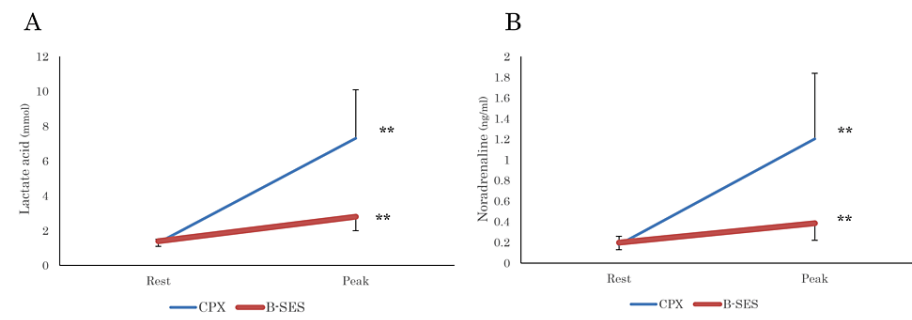 A
Lactate acid (mmol)
12
10
8
6
4
2
0
**
**
Rest Peak
CPX B-SES
B
Noradrenaline (ng/ml)
2
1.8
1.6
1.4
1.2
1
0.8
0.6
0.4
0.2
0
**
**
Rest Peak
CPX B-SES